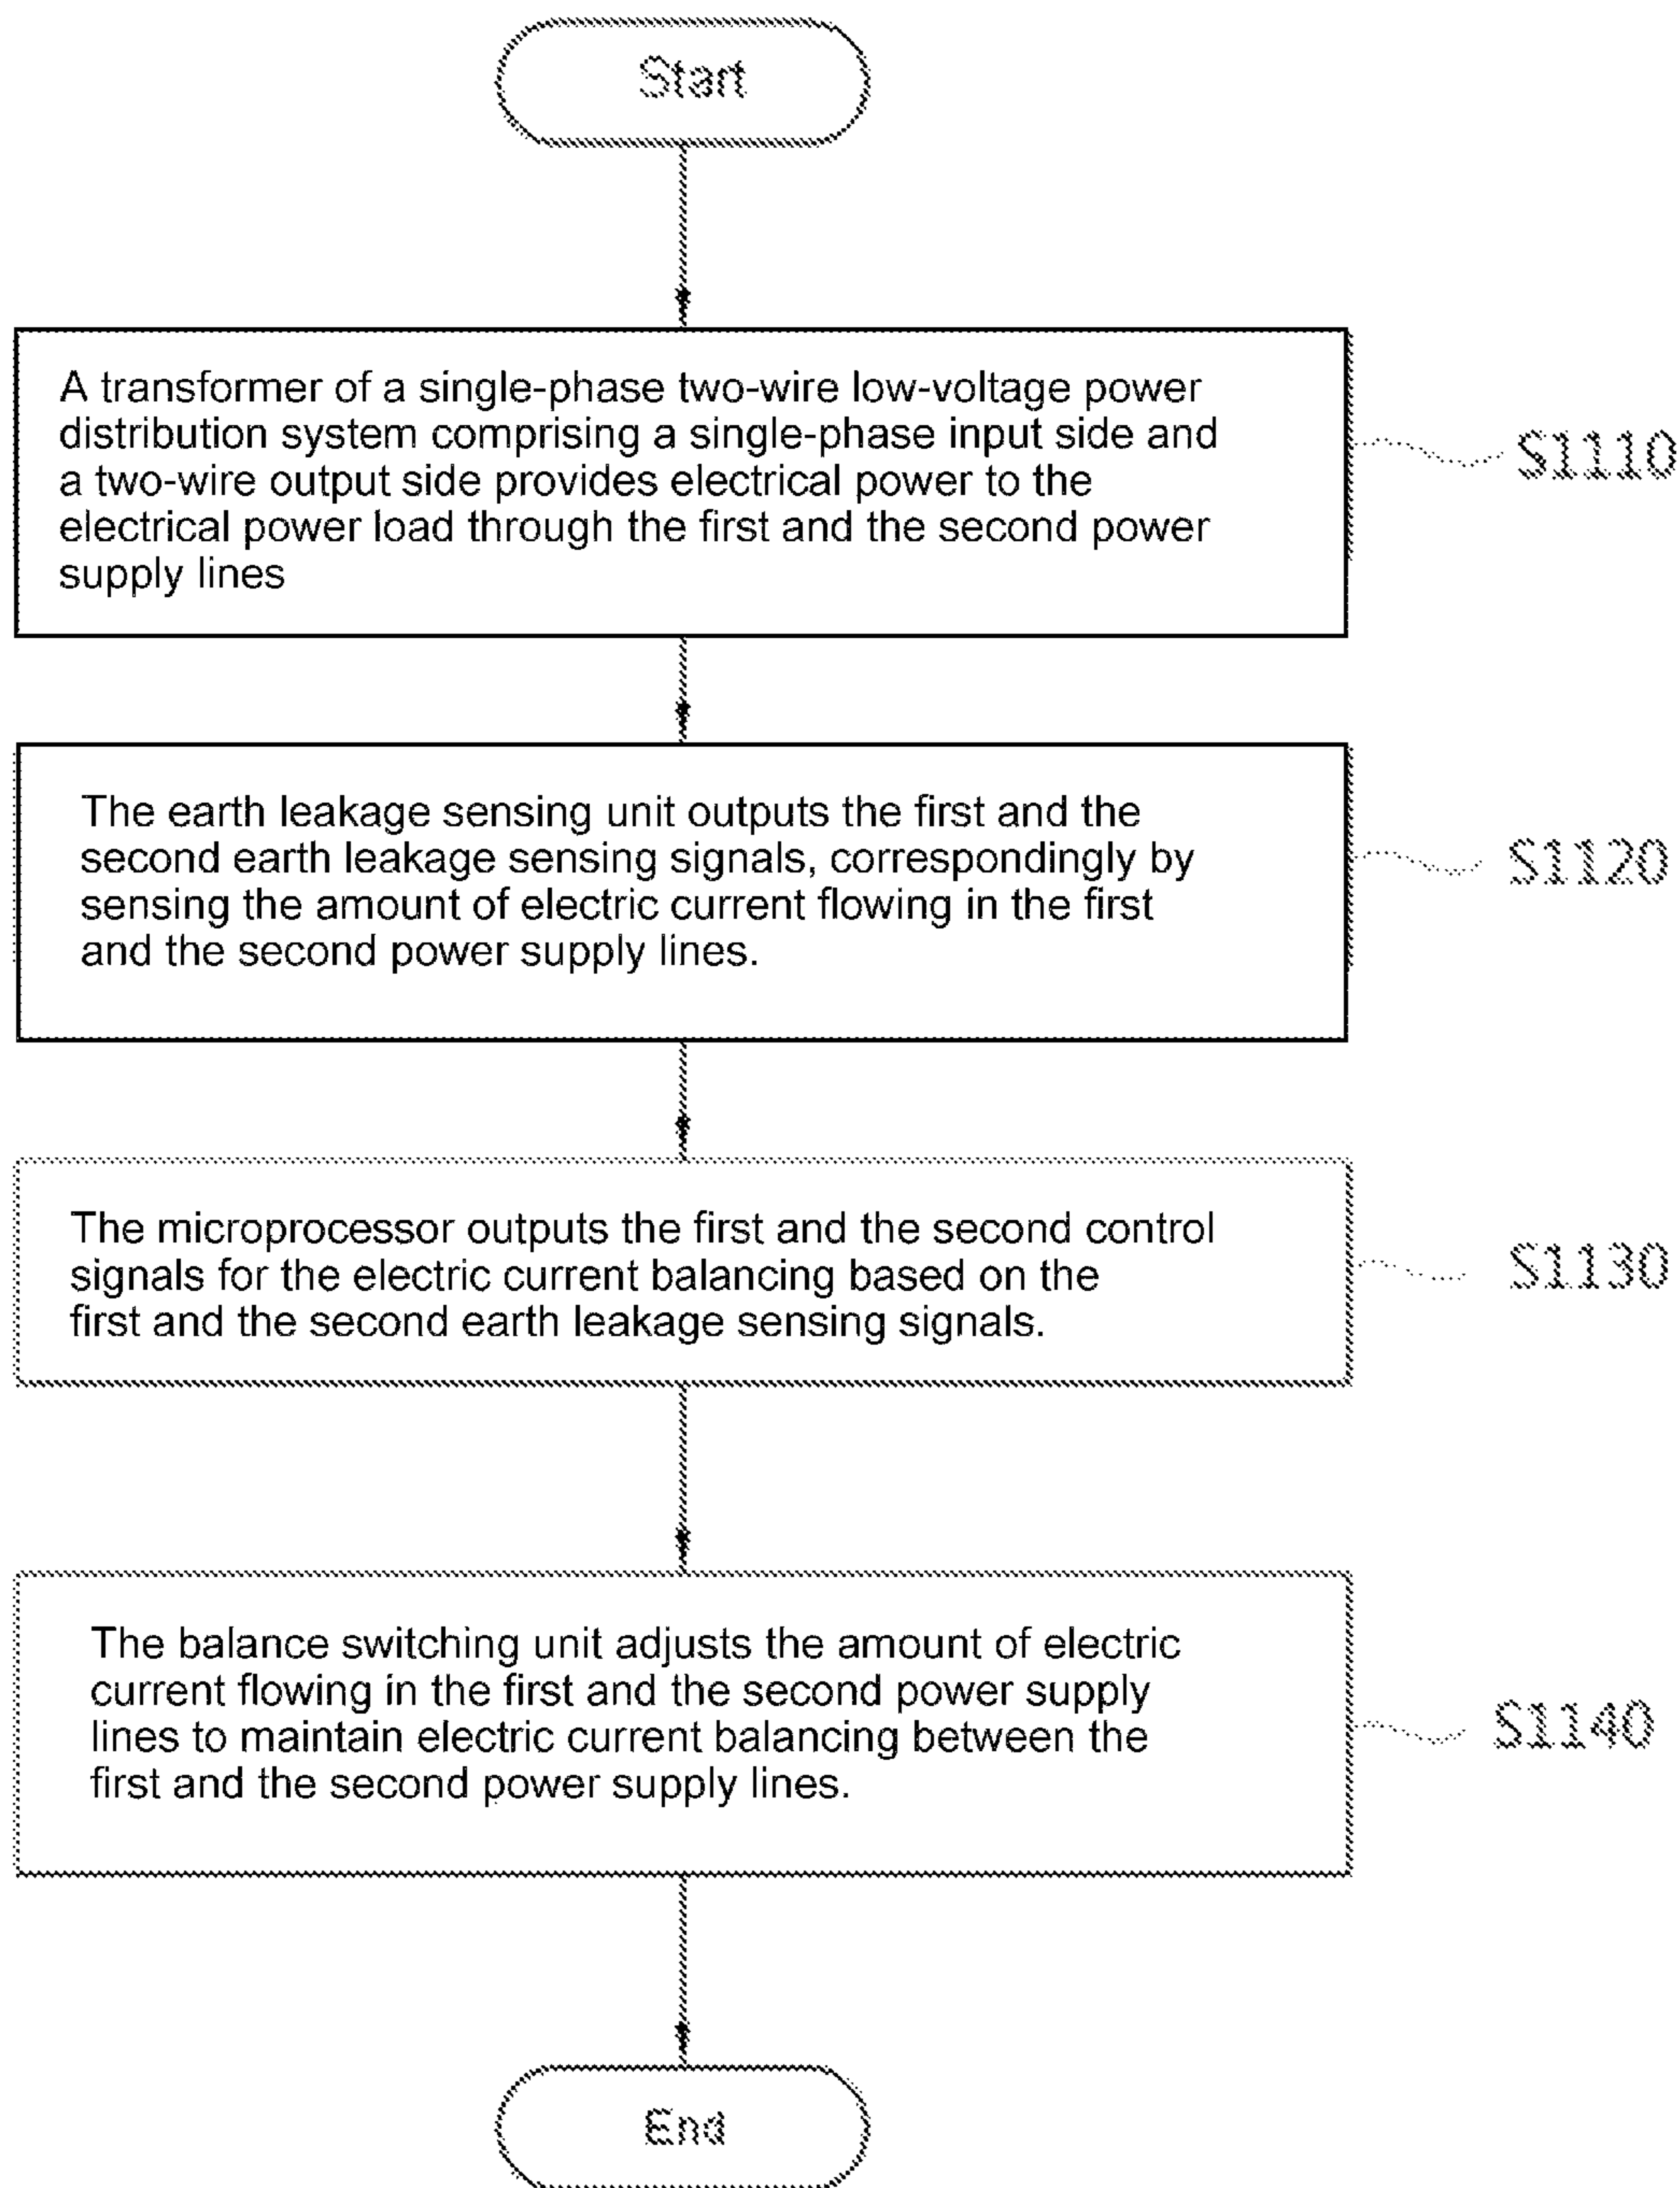 Start
A transformer of a single-phase two-wire low-voltage power
distribution system comprising a single-phase input side and
a two-wire output side provides electrical power to the
electrical power load through the first and the second power
supply lines
S1110
The earth leakage sensing unit outputs the first and the
second earth leakage sensing signals, correspondingly by
sensing the amount of electric current flowing in the first
and the second power supply lines.
S1120
The microprocessor outputs the first and the second control
signals for the electric current balancing based on the
first and the second earth leakage sensing signals.
S1130
The balance switching unit adjusts the amount of electric
current flowing in the first and the second power supply
lines to maintain electric current balancing between the
first and the second power supply lines.
S1140
End